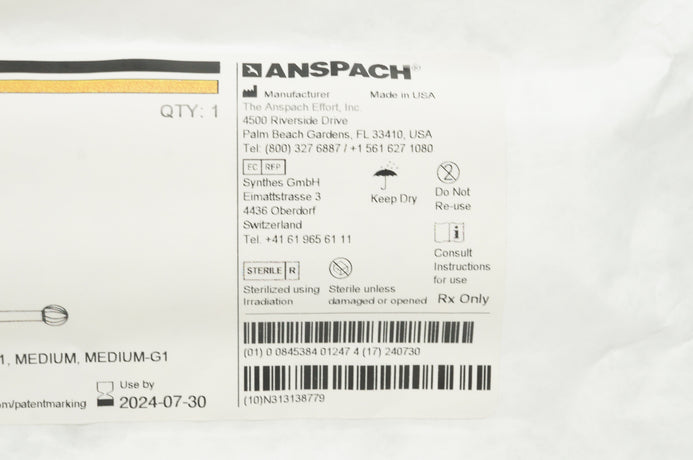 QTY: 1
1, MEDIUM, MEDIUM-G1
Use by
2024-07-30
om/patentmarking
ANSPACH®
Manufacturer Made in USA
The Anspach Effort, Inc.
4500 Riverside Drive
Palm Beach Gardens, FL 33410, USA
Tel: (800) 327 6887 / +1 561 627 1080
EC REP
Synthes GmbH
Eimattstrasse 3
4436 Oberdorf
Switzerland
Tel. +41 61 965 61 11
Keep Dry
2
Do Not
Re-use
i
Consult
Instructions
for use
STERILE R
Sterilized using
Irradiation
Sterile unless
damaged or opened
Rx Only
(01) 0 0845384 01247 4 (17) 240730
(10)N313138779